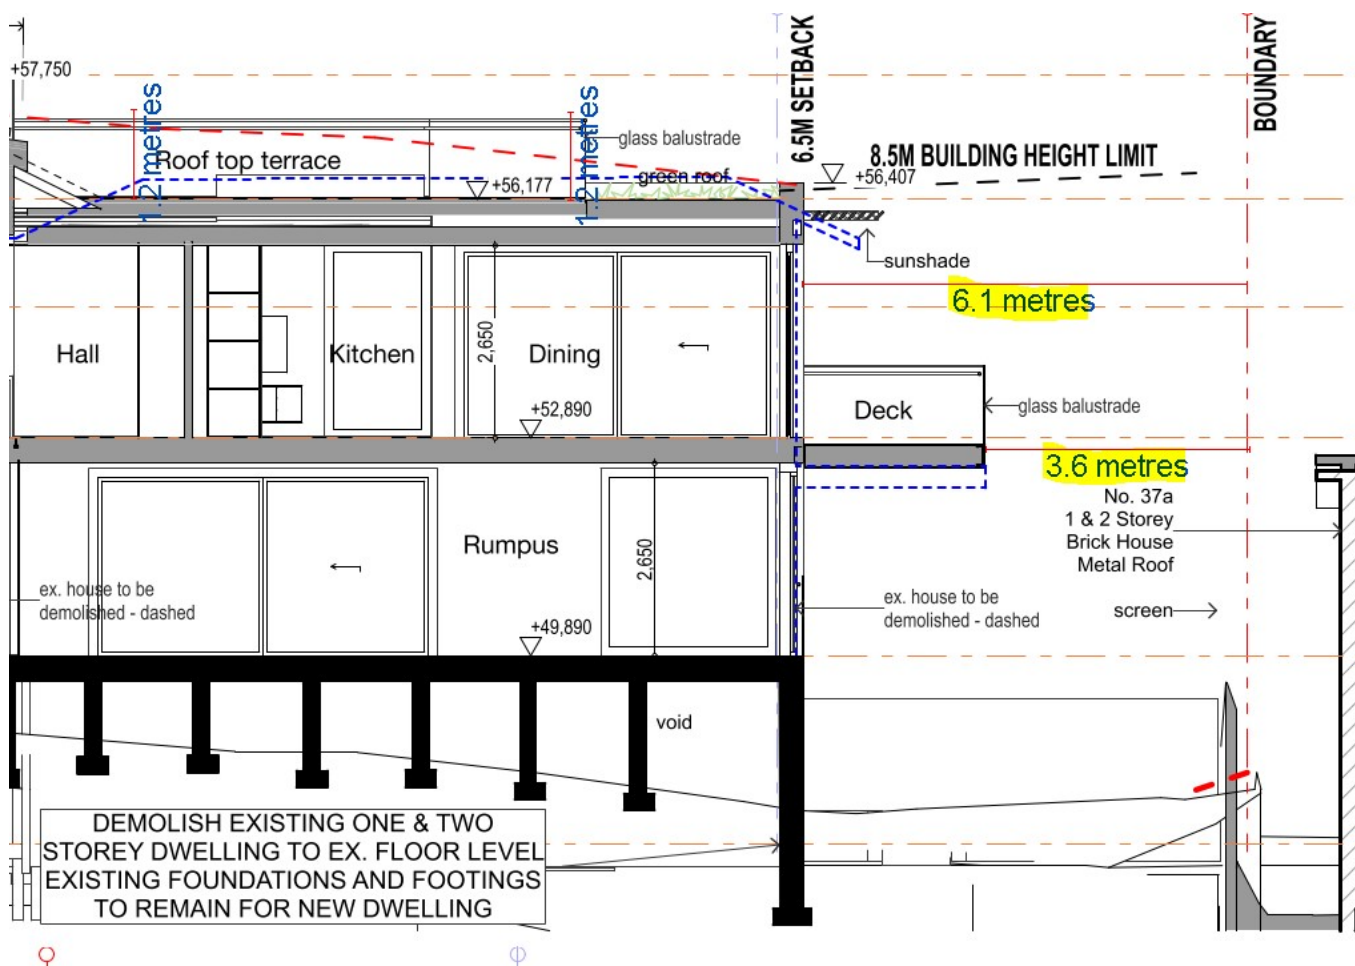 +57,750
1.2 metres
Roof top terrace
1.2 metres
glass balustrade
green roof
+56,177
6.5M SETBACK
BOUNDARY
8.5M BUILDING HEIGHT LIMIT
+56,407
sunshade
6.1 metres
Hall
Kitchen
2,650
Dining
+52,890
Deck
glass balustrade
3.6 metres
No. 37a
1 & 2 Storey
Brick House
Metal Roof
Rumpus
2,650
ex. house to be
demolished - dashed
+49,890
ex. house to be
demolished - dashed
screen
void
DEMOLISH EXISTING ONE & TWO
STOREY DWELLING TO EX. FLOOR LEVEL
EXISTING FOUNDATIONS AND FOOTINGS
TO REMAIN FOR NEW DWELLING